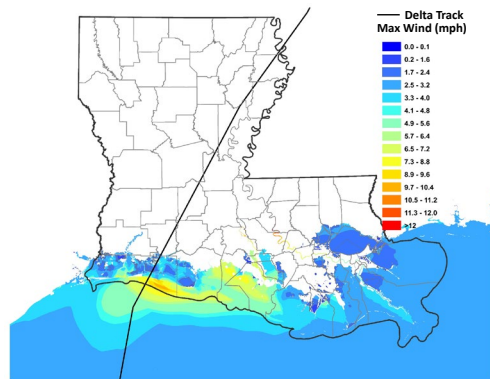 Delta Track
Max Wind (mph)
0.0 - 0.1
0.2 - 1.6
1.7 - 2.4
2.5 - 3.2
3.3 - 4.0
4.1 - 4.8
4.9 - 5.6
5.7 - 6.4
6.5 - 7.2
7.3 - 8.8
8.9 - 9.6
9.7 - 10.4
10.5 - 11.2
11.3 - 12.0
>12